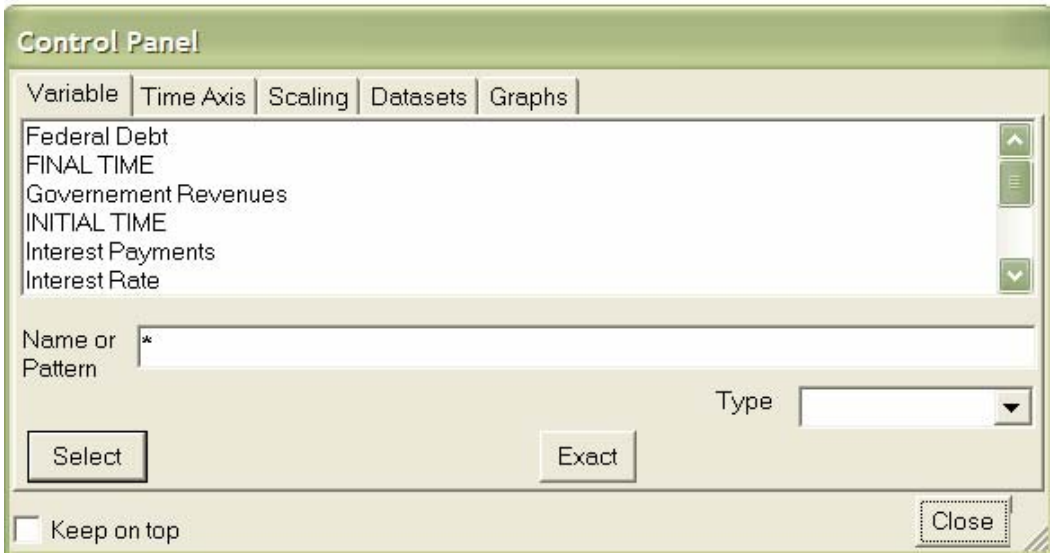 Control Panel
Variable Time Axis Scaling Datasets Graphs
Federal Debt
FINAL TIME
Governement Revenues
INITIAL TIME
Interest Payments
Interest Rate
Name or
Pattern
*
Type
Select Exact
Keep on top Close